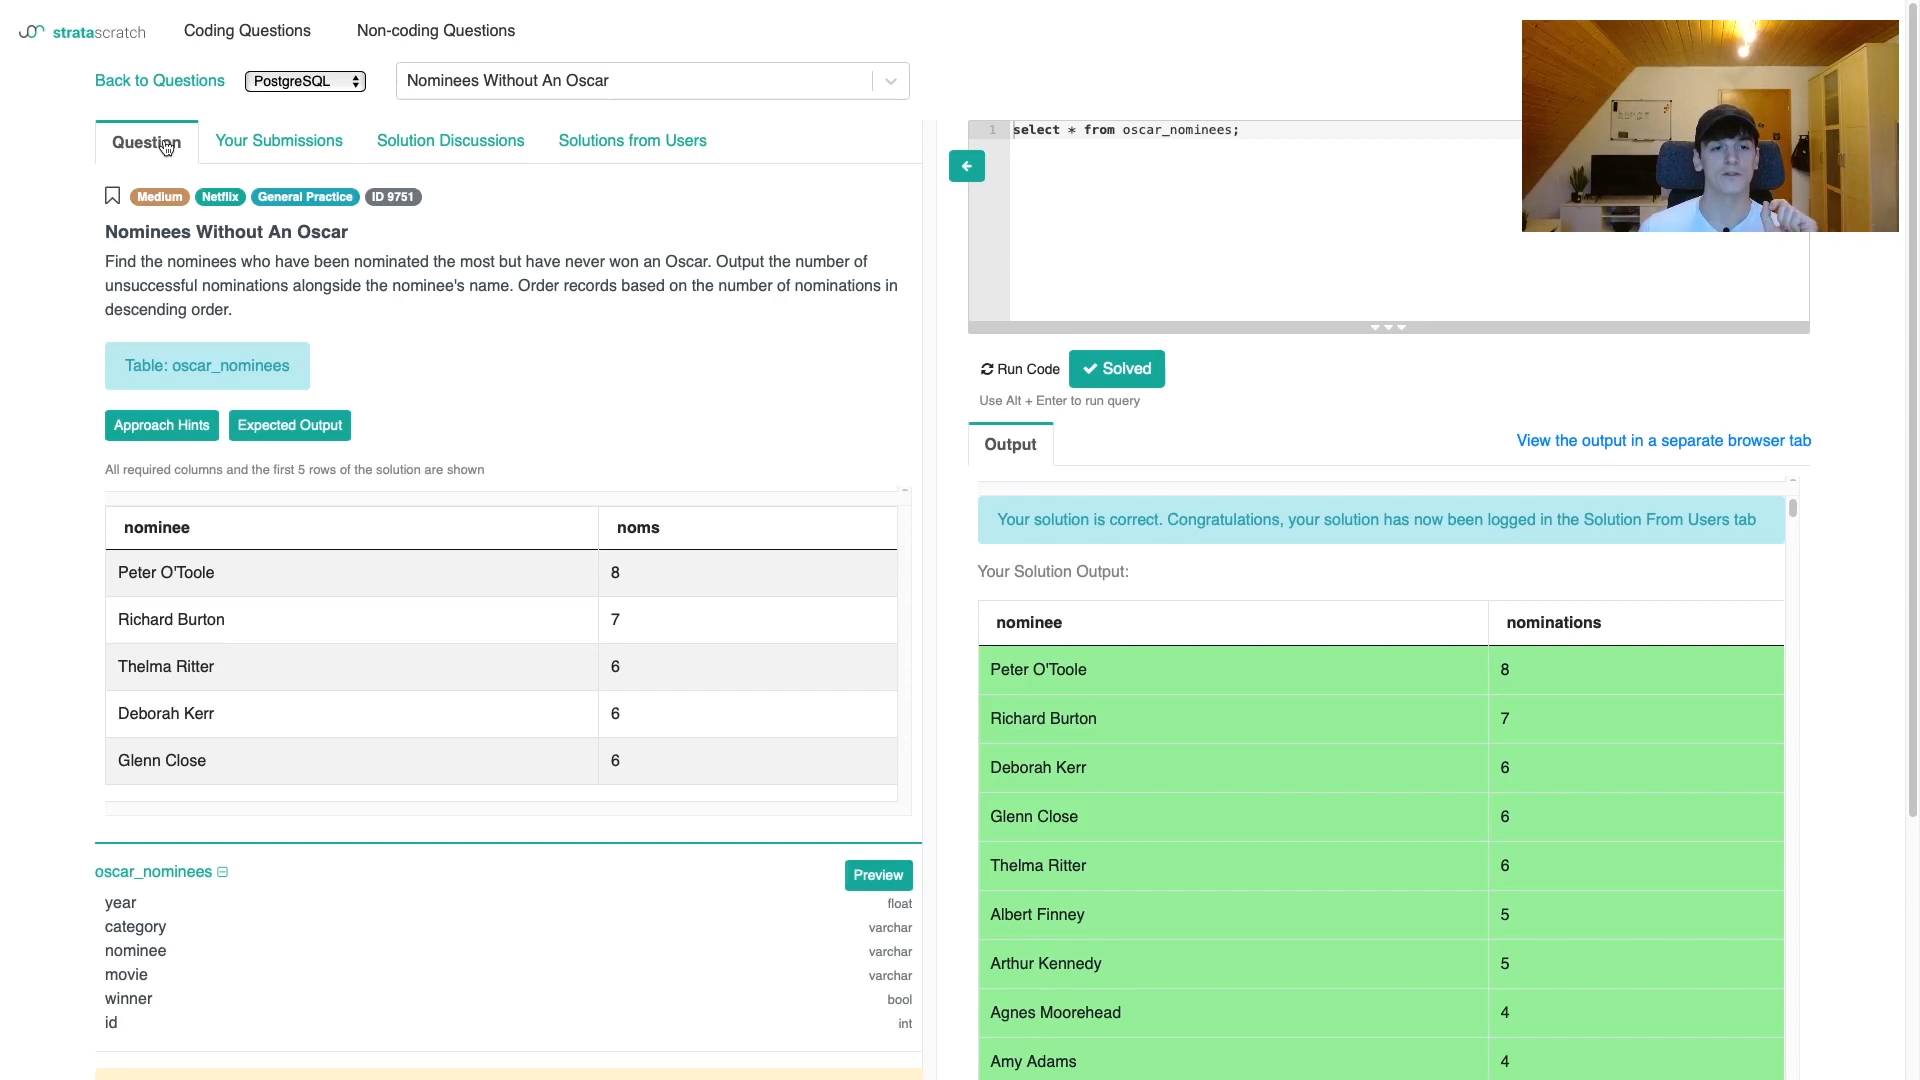 stratascratch
Coding Questions
Non-coding Questions
Back to Questions
PostgreSQL
Nominees Without An Oscar
Question
Your Submissions
Solution Discussions
Solutions from Users
Medium
Netflix
General Practice
ID 9751
Nominees Without An Oscar
Find the nominees who have been nominated the most but have never won an Oscar. Output the number of
unsuccessful nominations alongside the nominee's name. Order records based on the number of nominations in
descending order.
Table: oscar_nominees
Approach Hints
Expected Output
All required columns and the first 5 rows of the solution are shown
nominee noms
Peter O'Toole 8
Richard Burton 7
Thelma Ritter 6
Deborah Kerr 6
Glenn Close 6
oscar_nominees
Preview
year float
category varchar
nominee varchar
movie varchar
winner bool
id int
1 select * from oscar_nominees;
Run Code
Solved
Use Alt + Enter to run query
Output
View the output in a separate browser tab
Your solution is correct. Congratulations, your solution has now been logged in the Solution From Users tab
Your Solution Output:
nominee nominations
Peter O'Toole 8
Richard Burton 7
Deborah Kerr 6
Glenn Close 6
Thelma Ritter 6
Albert Finney 5
Arthur Kennedy 5
Agnes Moorehead 4
Amy Adams 4